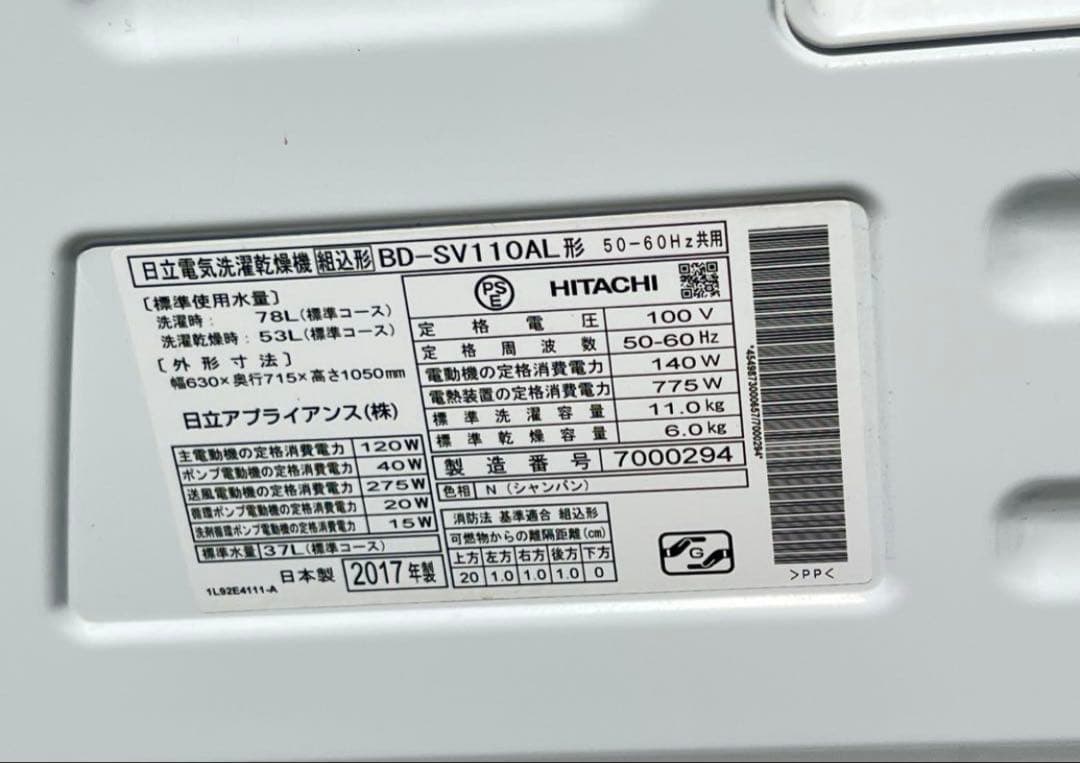 日立電気洗濯乾燥機 組込形 BD-SV110AL形 50-60Hz共用
[標準使用水量]
洗濯時: 78L(標準コース)
洗濯乾燥時: 53L(標準コース)
[外形寸法]
幅630×奥行715×高さ1050mm
日立アプライアンス(株)
主電動機の定格消費電力 120W
ポンプ電動機の定格消費電力 40W
送風電動機の定格消費電力 275W
循環ポンプ電動機の定格消費電力 20W
洗剤循環ポンプ電動機の定格消費電力 15W
標準水量 37L(標準コース)
日本製 2017年製
1L92E4111-A
PSE HITACHI
定格電圧 100V
定格周波数 50-60Hz
電動機の定格消費電力 140W
電熱装置の定格消費電力 775W
標準洗濯容量 11.0kg
標準乾燥容量 6.0kg
製造番号 7000294
色相 N(シャンパン)
消防法 基準適合 組込形
可燃物からの離隔距離(cm)
上方 左方 右方 後方 下方
20 1.0 1.0 1.0 0
G
>PP<